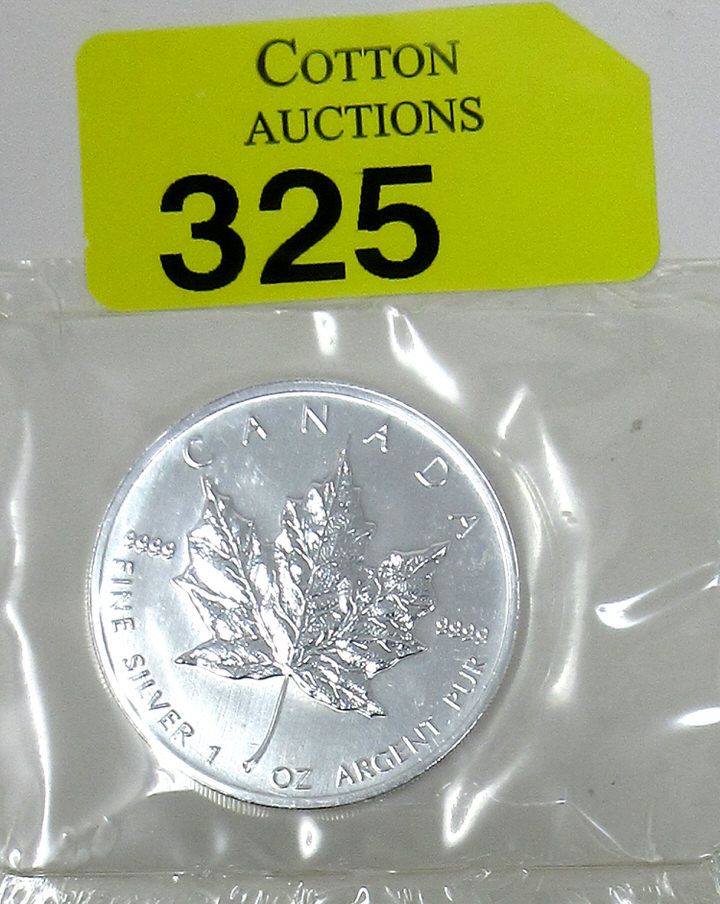 COTTON
AUCTIONS
325
CANADA
9999
9999
FINE SILVER 1 OZ ARGENT PUR